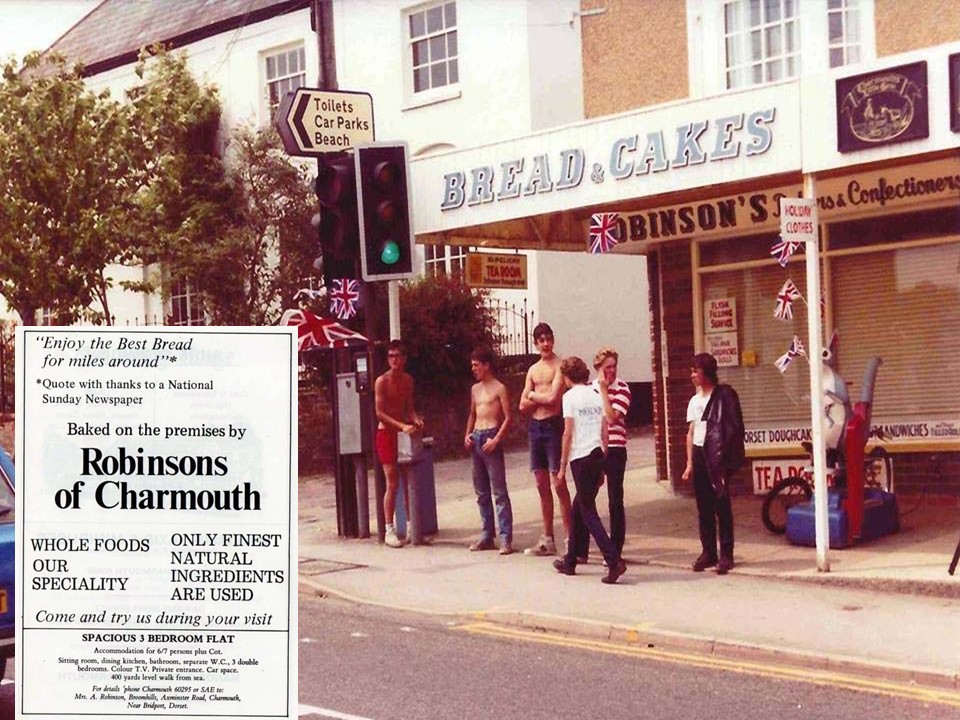 Toilets
Car Parks
Beach
BREAD & CAKES
OBINSON'S
& Confectioners
HOLIDAY
CLOTHES
TEA ROOM
DORSET DOUGHCAKE
SANDWICHES
TEA
"Enjoy the Best Bread
for miles around"*
*Quote with thanks to a National
Sunday Newspaper
Baked on the premises by
Robinsons
of Charmouth
WHOLE FOODS
OUR
SPECIALITY
ONLY FINEST
NATURAL
INGREDIENTS
ARE USED
Come and try us during your visit
SPACIOUS 3 BEDROOM FLAT
Accommodation for 6/7 persons plus Cot.
Sitting room, dining kitchen, bathroom, separate W.C., 3 double
bedrooms. Colour T.V. Private entrance. Car space.
400 yards level walk from sea.
For details 'phone Charmouth 60295 or SAE to:
Mrs. A. Robinson, Broomhills, Axminster Road, Charmouth,
Near Bridport, Dorset.